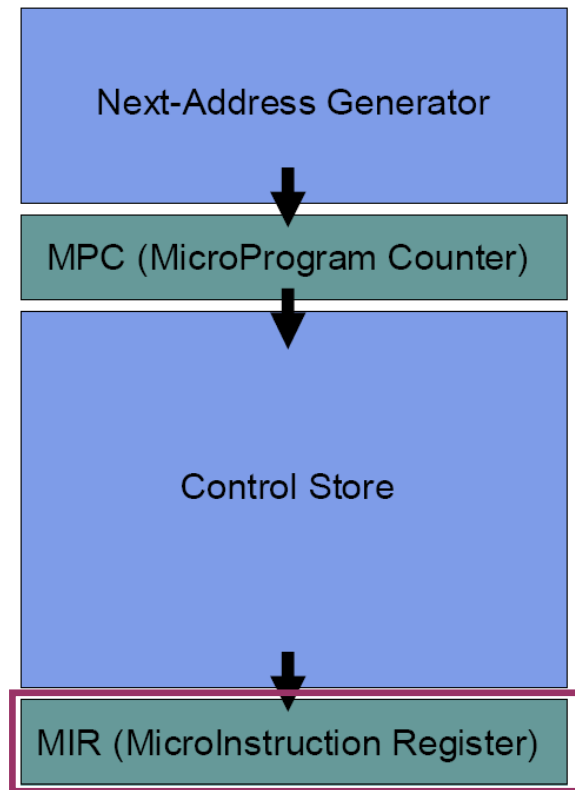 Next-Address Generator
MPC (MicroProgram Counter)
Control Store
MIR (MicroInstruction Register)